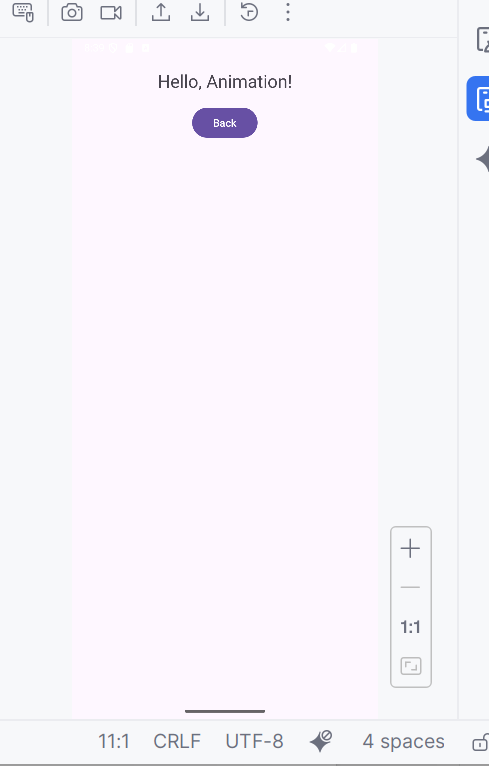 Hello, Animation!
Back
1:1
11:1 CRLF UTF-8 4 spaces